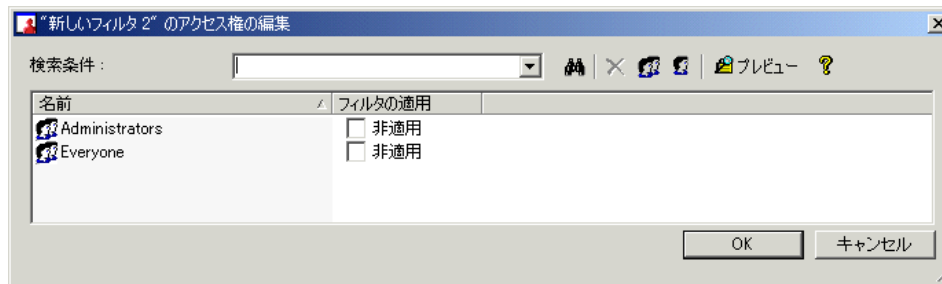 “新しいフィルタ 2” のアクセス権の編集
検索条件 :
プレビュー
名前 フィルタの適用
Administrators 非適用
Everyone 非適用
OK キャンセル